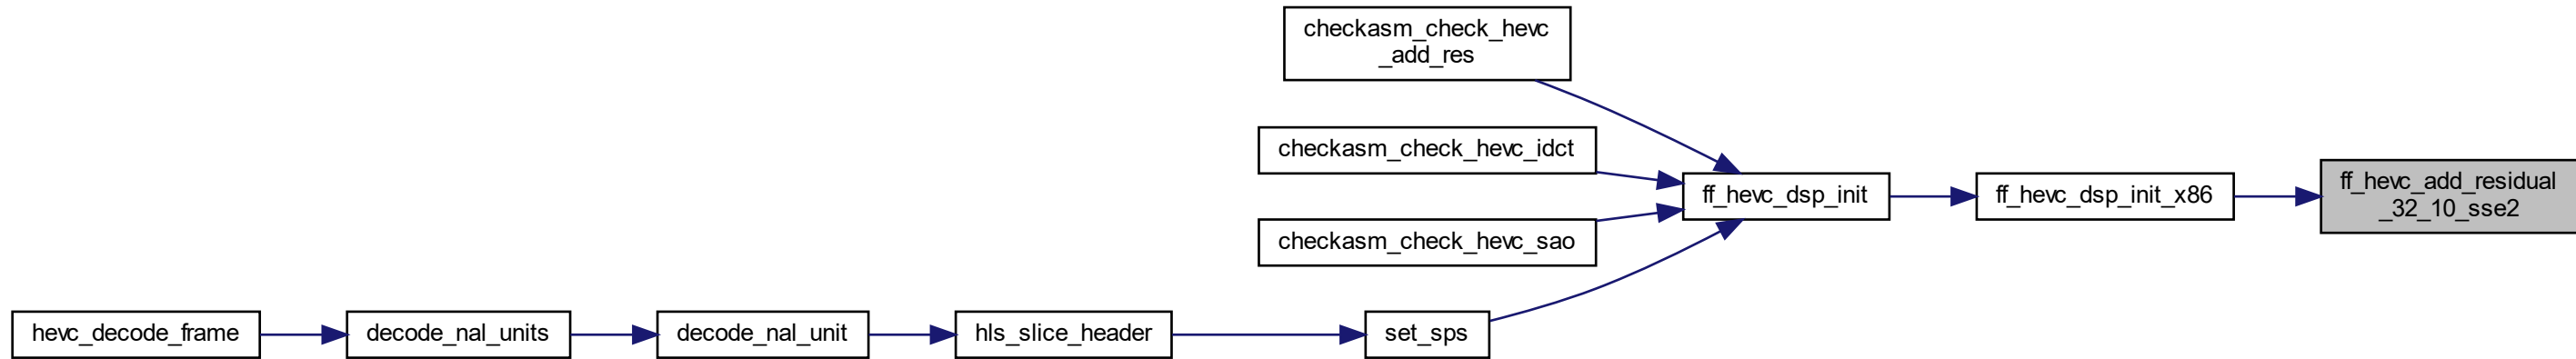 checkasm_check_hevc
_add_res
checkasm_check_hevc_idct
ff_hevc_dsp_init
ff_hevc_dsp_init_x86
ff_hevc_add_residual
_32_10_sse2
checkasm_check_hevc_sao
hevc_decode_frame
decode_nal_units
decode_nal_unit
hls_slice_header
set_sps